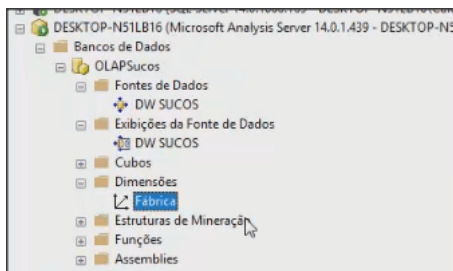 DESKTOP-N51LB16 (Microsoft Analysis Server 14.0.1.439 - DESKTOP-N5
Bancos de Dados
OLAPSucos
Fontes de Dados
DW SUCOS
Exibições da Fonte de Dados
DW SUCOS
Cubos
Dimensões
Fábrica
Estruturas de Mineração
Funções
Assemblies